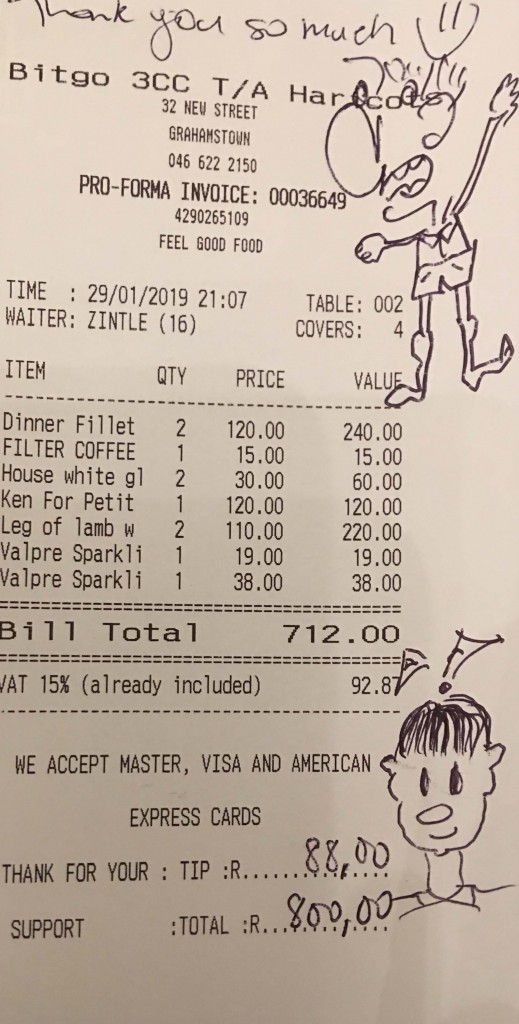 Thank you so much
Bitgo 3CC T/A Harcots
32 NEW STREET
GRAHAMSTOWN
046 622 2150
PRO-FORMA INVOICE: 00036649
4290265109
FEEL GOOD FOOD
TIME : 29/01/2019 21:07 TABLE: 002
WAITER: ZINTLE (16) COVERS: 4
ITEM QTY PRICE VALUE
Dinner Fillet 2 120.00 240.00
FILTER COFFEE 1 15.00 15.00
House white gl 2 30.00 60.00
Ken For Petit 1 120.00 120.00
Leg of lamb w 2 110.00 220.00
Valpre Sparkli 1 19.00 19.00
Valpre Sparkli 1 38.00 38.00
Bill Total 712.00
VAT 15% (already included) 92.87
WE ACCEPT MASTER, VISA AND AMERICAN
EXPRESS CARDS
THANK FOR YOUR : TIP :R......88,00....
SUPPORT :TOTAL :R....800,00